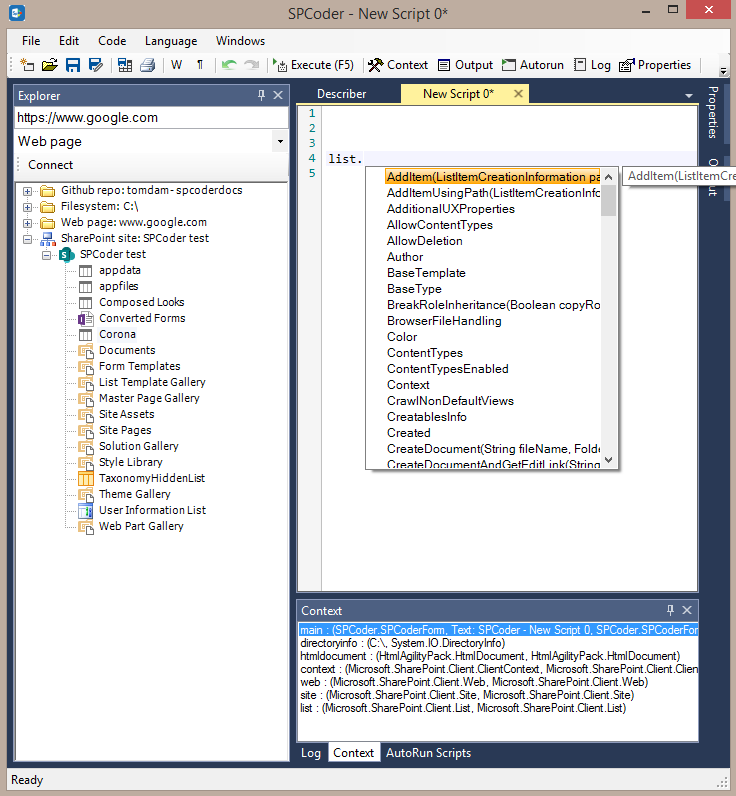 SPCoder - New Script 0*
File Edit Code Language Windows
W ¶ Execute (F5) Context Output Autorun Log Properties
Explorer
https://www.google.com
Web page
Connect
Github repo: tomdam-spcoderdocs
Filesystem: C:\
Web page: www.google.com
SharePoint site: SPCoder test
SPCoder test
appdata
appfiles
Composed Looks
Converted Forms
Corona
Documents
Form Templates
List Template Gallery
Master Page Gallery
Site Assets
Site Pages
Solution Gallery
Style Library
TaxonomyHiddenList
Theme Gallery
User Information List
Web Part Gallery
Describer New Script 0*
1
2
3
4 list.
5
AddItem(ListItemCreationInformation pa
AddItemUsingPath(ListItemCreationInfo
AdditionalUXProperties
AllowContentTypes
AllowDeletion
Author
BaseTemplate
BaseType
BreakRoleInheritance(Boolean copyRo
BrowserFileHandling
Color
ContentTypes
ContentTypesEnabled
Context
CrawlNonDefaultViews
CreatablesInfo
Created
CreateDocument(String fileName, Folde
CreateDocumentAndGetEditLink(String
AddItem(ListItemCre
Properties
Context
main : (SPCoder.SPCoderForm, Text: SPCoder - New Script 0, SPCoder.SPCoderForm
directoryinfo : (C:\, System.IO.DirectoryInfo)
htmldocument : (HtmlAgilityPack.HtmlDocument, HtmlAgilityPack.HtmlDocument)
context : (Microsoft.SharePoint.Client.ClientContext, Microsoft.SharePoint.Client.Clien
web : (Microsoft.SharePoint.Client.Web, Microsoft.SharePoint.Client.Web)
site : (Microsoft.SharePoint.Client.Site, Microsoft.SharePoint.Client.Site)
list : (Microsoft.SharePoint.Client.List, Microsoft.SharePoint.Client.List)
Log Context AutoRun Scripts
Ready